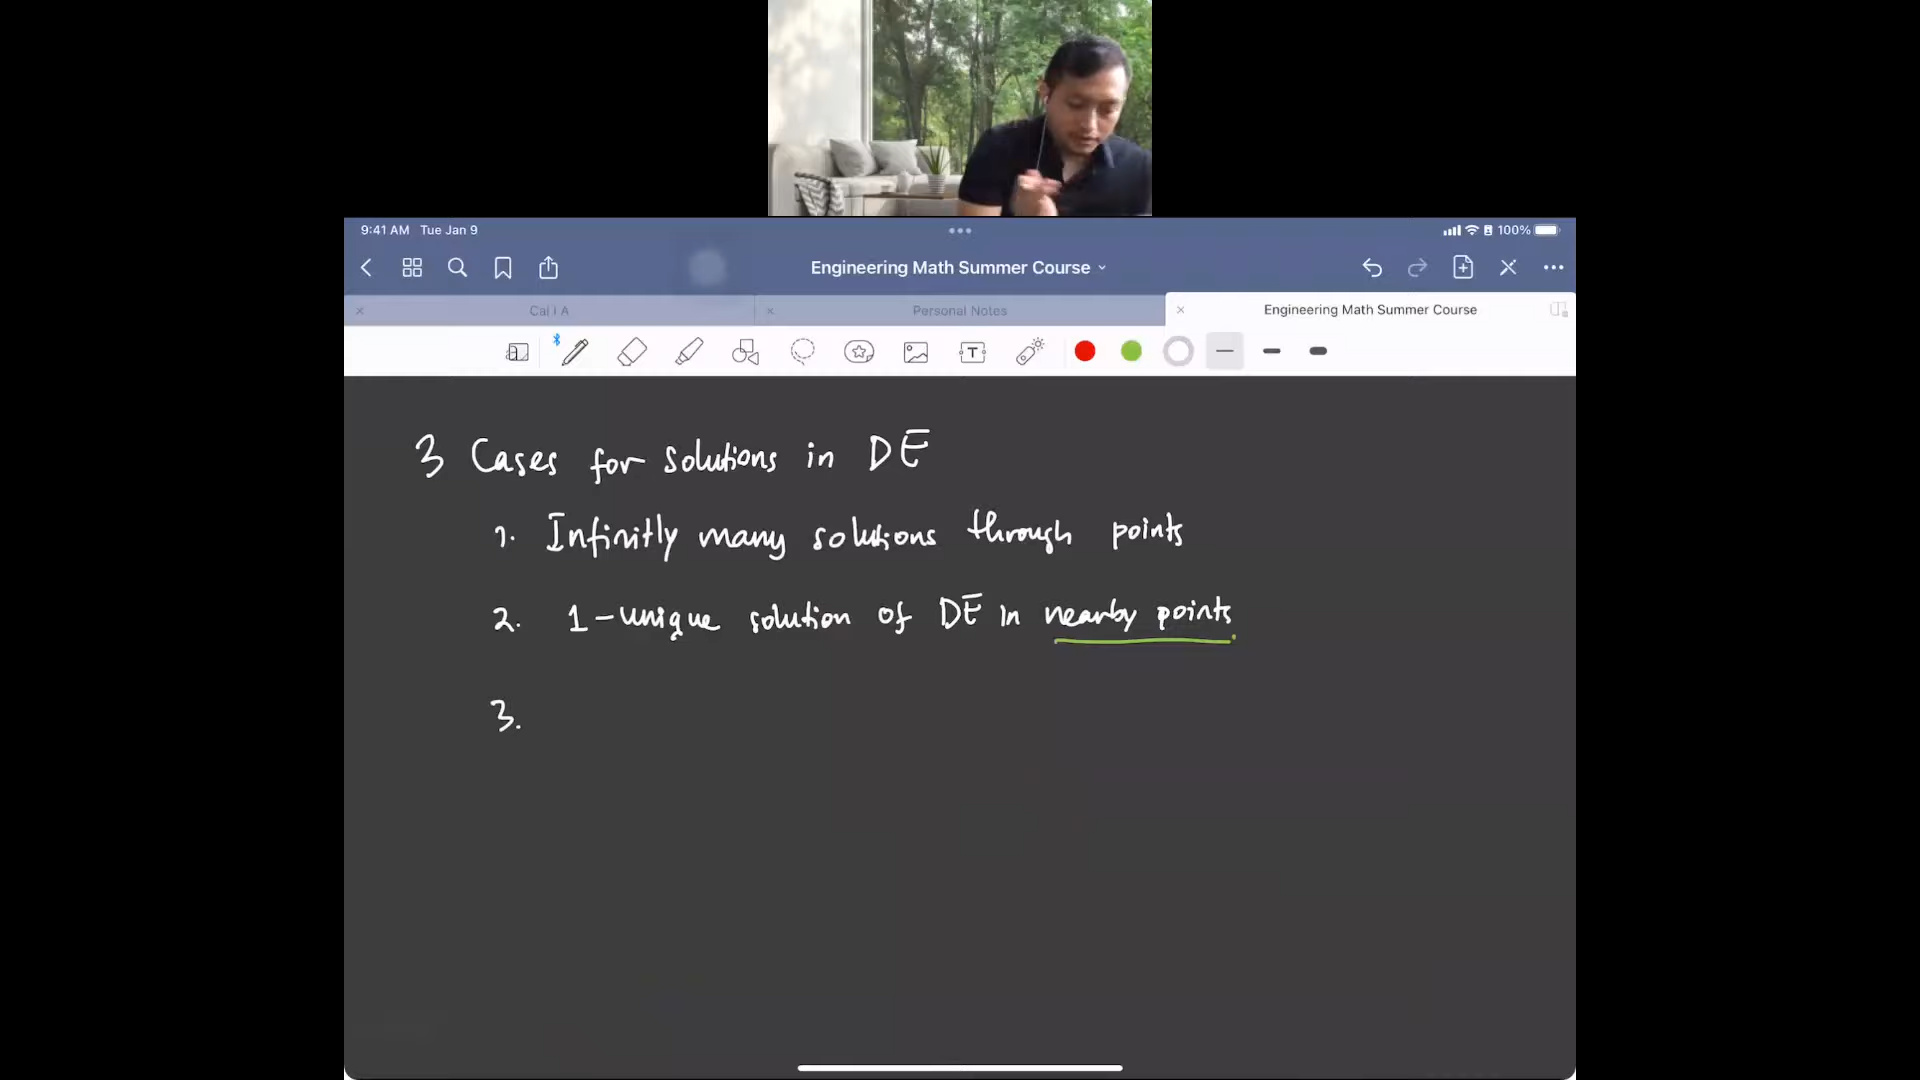 9:41 AM Tue Jan 9
100%
Engineering Math Summer Course
Cal I A
Personal Notes
Engineering Math Summer Course
3 Cases for solutions in DE
1. Infinitly many solutions through points
2. 1-unique solution of DE in nearby points
3.